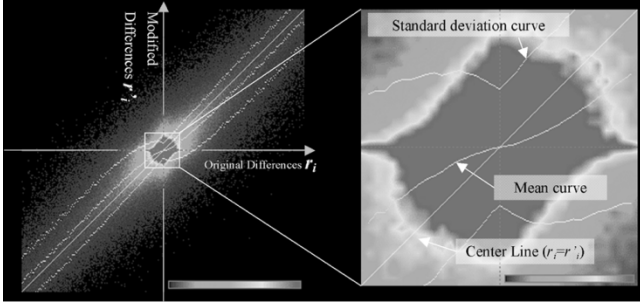 Modified
Differences r'i
Original Differences ri
Standard deviation curve
Mean curve
Center Line (ri=r'i)